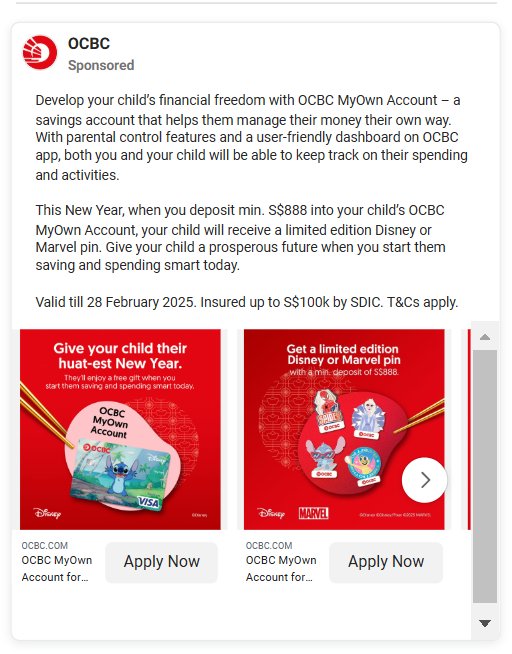 OCBC
Sponsored
Develop your child’s financial freedom with OCBC MyOwn Account – a
savings account that helps them manage their money their own way.
With parental control features and a user-friendly dashboard on OCBC
app, both you and your child will be able to keep track on their spending
and activities.
This New Year, when you deposit min. S$888 into your child’s OCBC
MyOwn Account, your child will receive a limited edition Disney or
Marvel pin. Give your child a prosperous future when you start them
saving and spending smart today.
Valid till 28 February 2025. Insured up to S$100k by SDIC. T&Cs apply.
Give your child their
huat-est New Year.
They'll enjoy a free gift when you
start them saving and spending smart today.
OCBC
MyOwn
Account
OCBC
Disney
VISA
Disney
©Disney
Get a limited edition
Disney or Marvel pin
with a min. deposit of S$888.
OCBC
OCBC
OCBC
OCBC
Disney
MARVEL
OCBC.COM
OCBC MyOwn
Account for...
Apply Now
OCBC.COM
OCBC MyOwn
Account for...
Apply Now